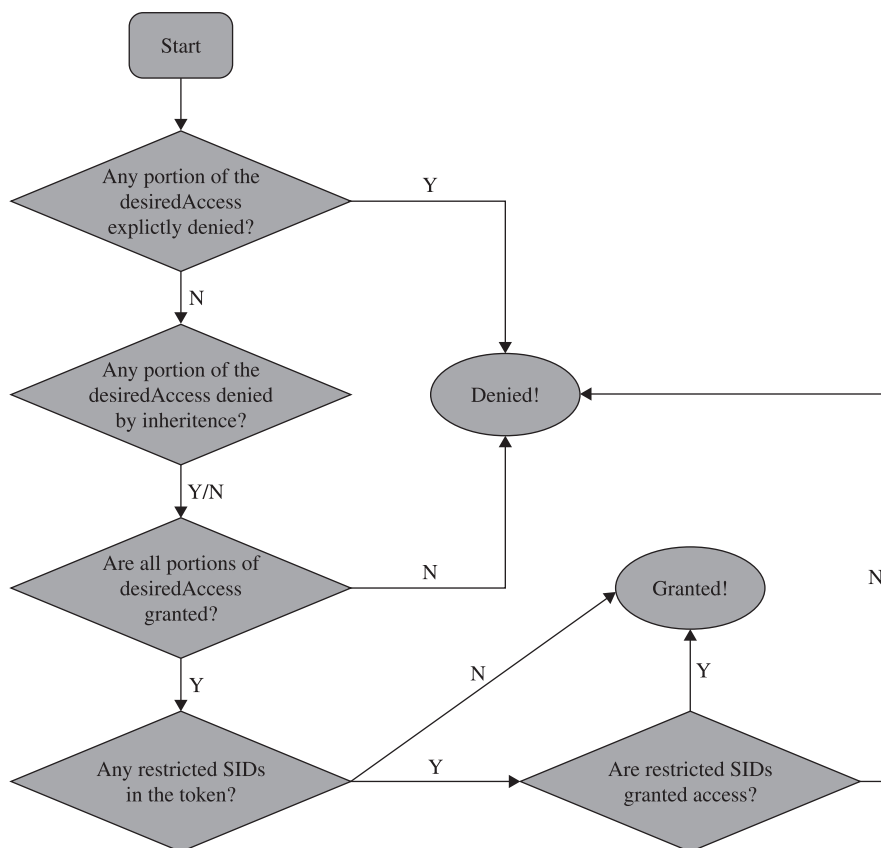 Start
Any portion of the
desiredAccess
explictly denied?
Y
N
Any portion of the
desiredAccess denied
by inheritence?
Denied!
Y/N
Are all portions of
desiredAccess
granted?
N
Granted!
N
Y
N
Y
Any restricted SIDs
in the token?
Y
Are restricted SIDs
granted access?